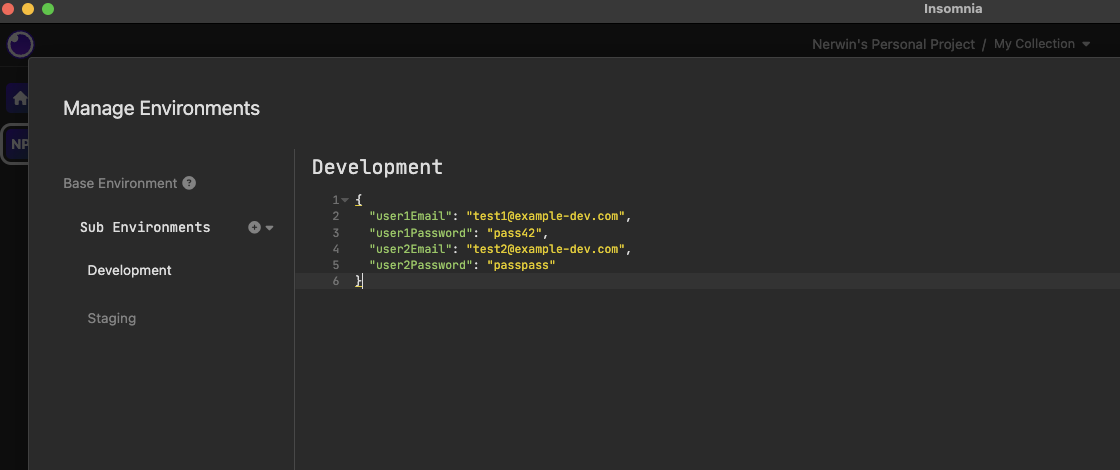 Insomnia
Nerwin's Personal Project / My Collection
Manage Environments
NP
Base Environment ?
Sub Environments
Development
Staging
Development
1 {
2 "user1Email": "test1@example-dev.com",
3 "user1Password": "pass42",
4 "user2Email": "test2@example-dev.com",
5 "user2Password": "passpass"
6 }